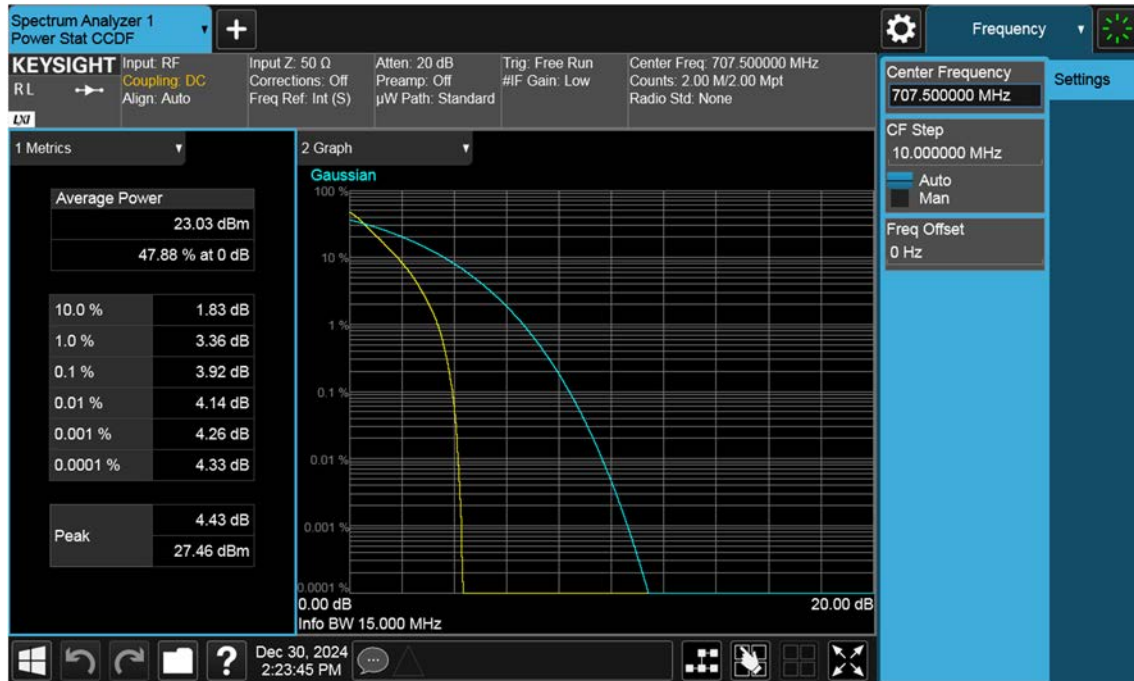 Spectrum Analyzer 1
Power Stat CCDF
Frequency
KEYSIGHT
RL
LXI
Input: RF
Coupling: DC
Align: Auto
Input Z: 50 Ω
Corrections: Off
Freq Ref: Int (S)
Atten: 20 dB
Preamp: Off
µW Path: Standard
Trig: Free Run
#IF Gain: Low
Center Freq: 707.500000 MHz
Counts: 2.00 M/2.00 Mpt
Radio Std: None
Center Frequency
707.500000 MHz
Settings
CF Step
10.000000 MHz
Auto
Man
Freq Offset
0 Hz
1 Metrics
Average Power
23.03 dBm
47.88 % at 0 dB
10.0 % 1.83 dB
1.0 % 3.36 dB
0.1 % 3.92 dB
0.01 % 4.14 dB
0.001 % 4.26 dB
0.0001 % 4.33 dB
Peak
4.43 dB
27.46 dBm
2 Graph
Gaussian
100 %
10 %
1 %
0.1 %
0.01 %
0.001 %
0.0001 %
0.00 dB 20.00 dB
Info BW 15.000 MHz
?
Dec 30, 2024
2:23:45 PM